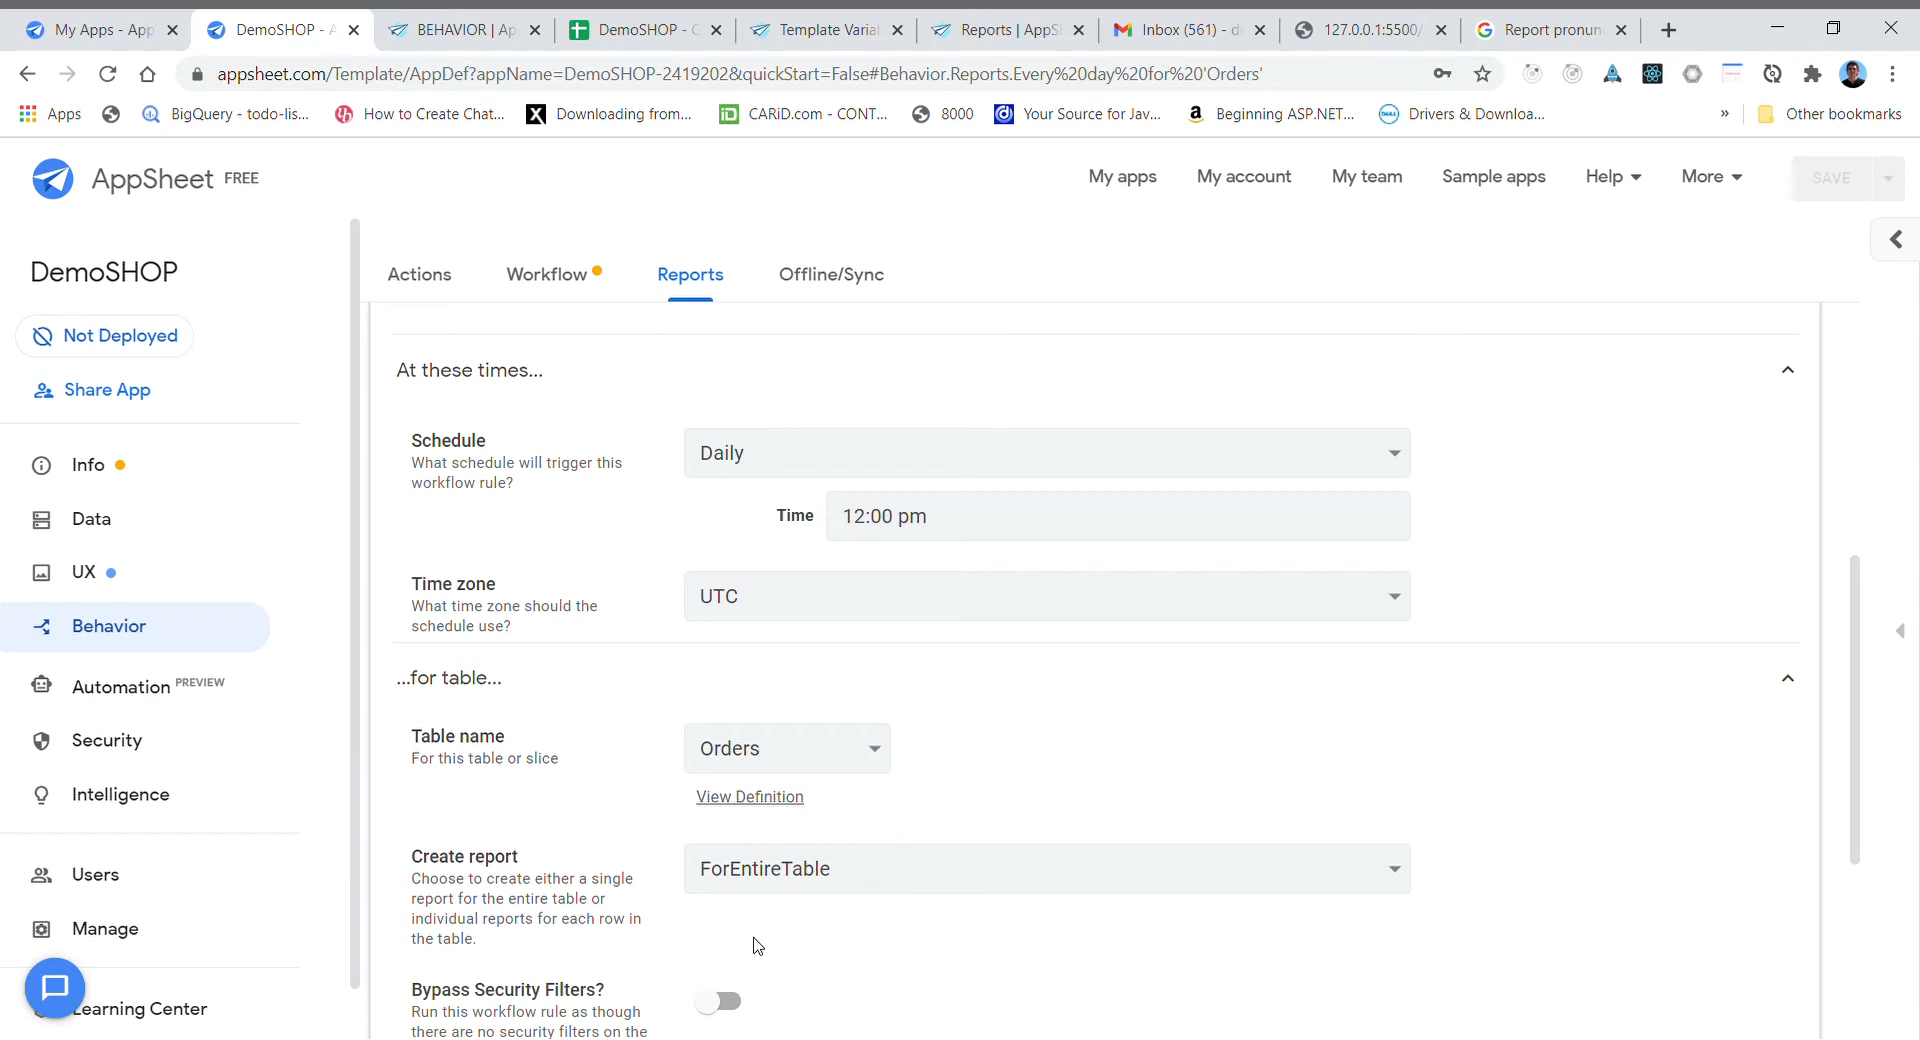 My Apps - App
DemoSHOP - A
BEHAVIOR | Ap
DemoSHOP - G
Template Varia
Reports | AppS
Inbox (561) - d
127.0.0.1:5500/
Report pronun
appsheet.com/Template/AppDef?appName=DemoSHOP-2419202&quickStart=False#Behavior.Reports.Every%20day%20for%20'Orders'
Apps
BigQuery - todo-lis...
How to Create Chat...
Downloading from...
CARiD.com - CONT...
8000
Your Source for Jav...
Beginning ASP.NET...
Drivers & Downloa...
»
Other bookmarks
AppSheet FREE
My apps
My account
My team
Sample apps
Help
More
SAVE
DemoSHOP
Not Deployed
Share App
Info
Data
UX
Behavior
Automation PREVIEW
Security
Intelligence
Users
Manage
Learning Center
Actions
Workflow
Reports
Offline/Sync
At these times...
Schedule
What schedule will trigger this
workflow rule?
Daily
Time
12:00 pm
Time zone
What time zone should the
schedule use?
UTC
...for table...
Table name
For this table or slice
Orders
View Definition
Create report
Choose to create either a single
report for the entire table or
individual reports for each row in
the table.
ForEntireTable
Bypass Security Filters?
Run this workflow rule as though
there are no security filters on the